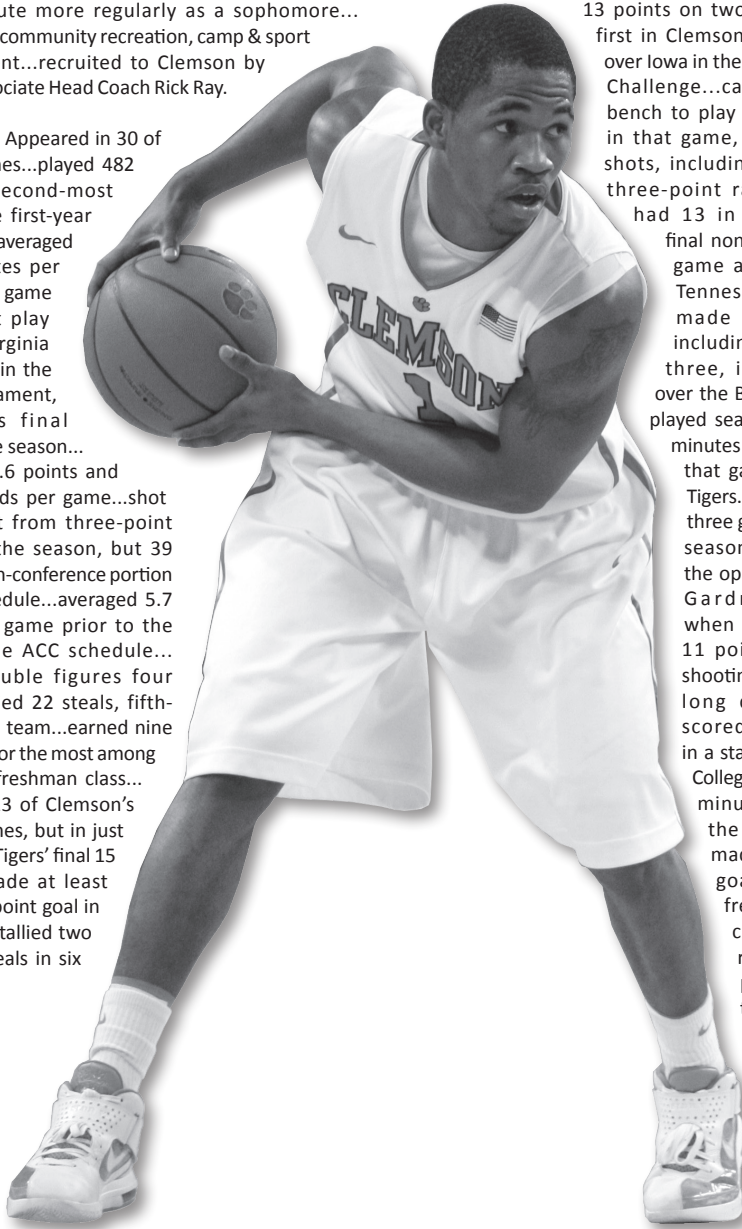 ute more regularly as a sophomore...
community recreation, camp & sport
nt...recruited to Clemson by
ociate Head Coach Rick Ray.
Appeared in 30 of
nes...played 482
econd-most
e first-year
averaged
es per
game
t play
rginia
in the
ament,
s final
e season...
.6 points and
ds per game...shot
t from three-point
the season, but 39
n-conference portion
edule...averaged 5.7
game prior to the
e ACC schedule...
uble figures four
ed 22 steals, fifth-
team...earned nine
or the most among
freshman class...
3 of Clemson's
nes, but in just
Tigers' final 15
ade at least
point goal in
tallied two
eals in six
CLEMSON
1
13 points on two
first in Clemson
over Iowa in the
Challenge...ca
bench to play
in that game,
shots, includin
three-point ra
had 13 in
final non
game a
Tennes
made
includin
three, i
over the B
played sea
minutes
that ga
Tigers.
three g
season
the op
Gardn
when
11 poi
shootin
long
scored
in a sta
Colleg
minu
the
mad
goa
fre
c
r